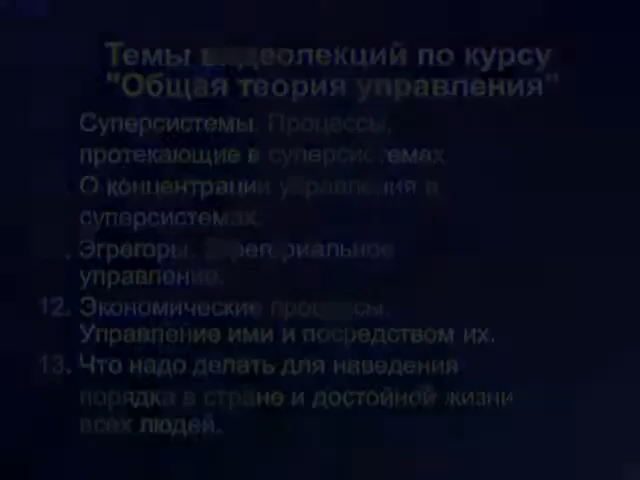 Темы видеолекций по курсу
"Общая теория управления"
Суперсистемы. Процессы,
протекающие в суперсистемах.
О концентрации управления в
суперсистемах.
. Эгрегоры. Эгрегориальное
управление.
12. Экономические процессы.
Управление ими и посредством их.
13. Что надо делать для наведения
порядка в стране и достойной жизни
всех людей.